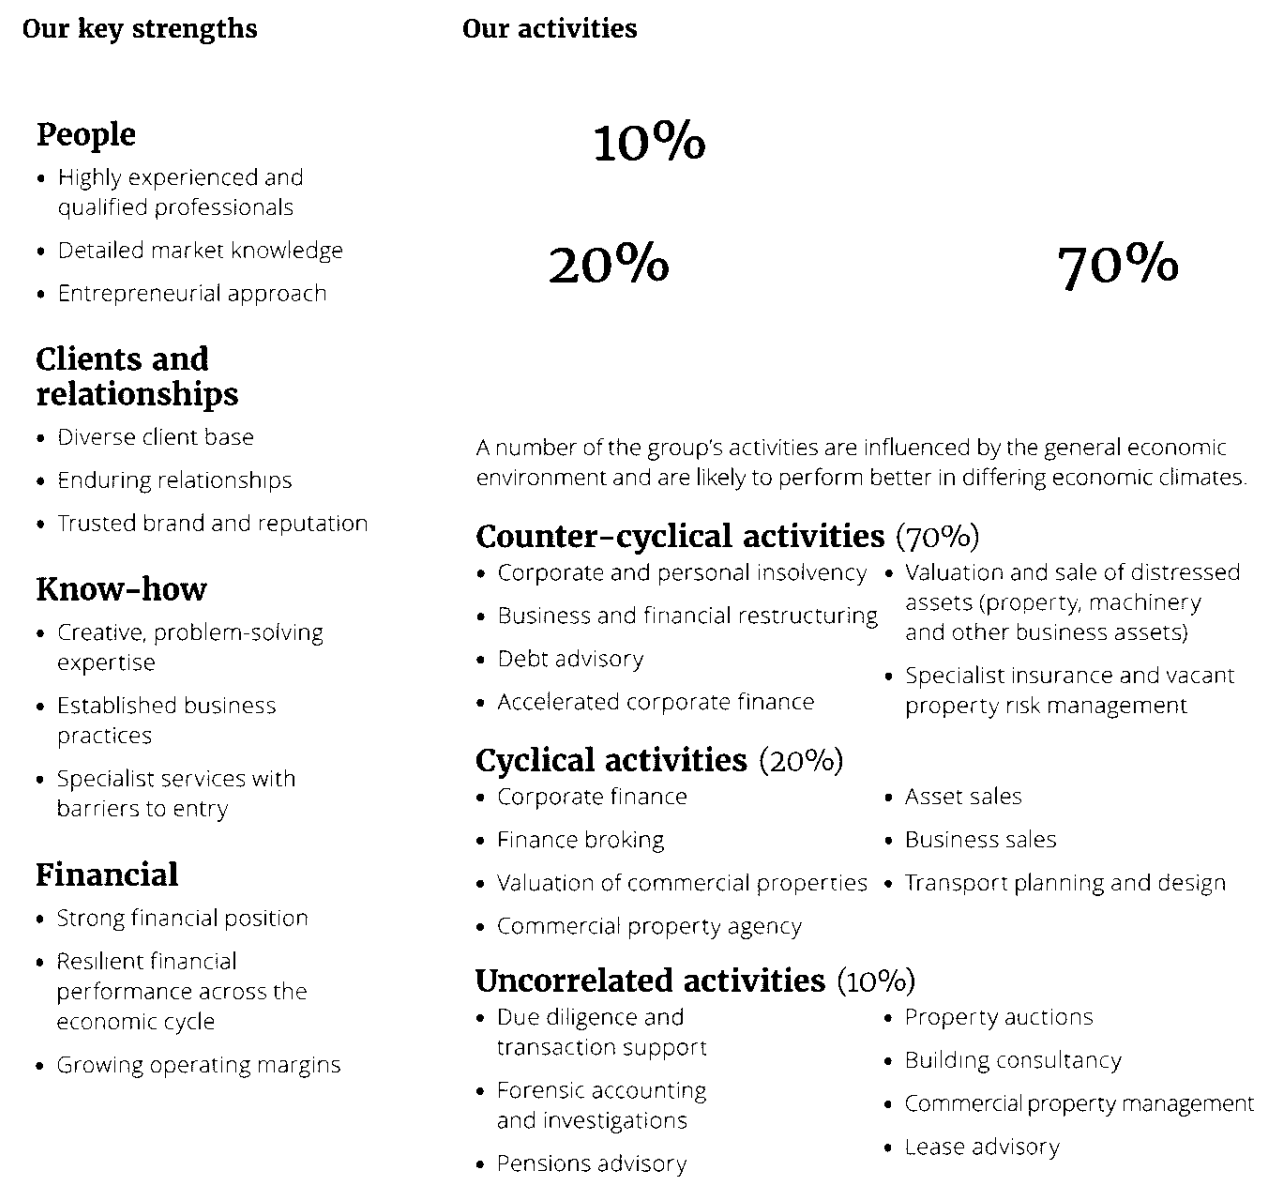 Our key strengths
People
• Highly experienced and
qualified professionals
• Detailed market knowledge
• Entrepreneurial approach
Clients and
relationships
• Diverse client base
• Enduring relationships
• Trusted brand and reputation
Know-how
• Creative, problem-solving
expertise
• Established business
practices
• Specialist services with
barriers to entry
Financial
• Strong financial position
• Resilient financial
performance across the
economic cycle
• Growing operating margins
Our activities
10%
20%
70%
A number of the group's activities are influenced by the general economic
environment and are likely to perform better in differing economic climates.
Counter-cyclical activities (70%)
• Corporate and personal insolvency
• Business and financial restructuring
• Debt advisory
• Accelerated corporate finance
• Valuation and sale of distressed
assets (property, machinery
and other business assets)
• Specialist insurance and vacant
property risk management
Cyclical activities (20%)
• Corporate finance
• Finance broking
• Valuation of commercial properties
• Commercial property agency
• Asset sales
• Business sales
• Transport planning and design
Uncorrelated activities (10%)
• Due diligence and
transaction support
• Forensic accounting
and investigations
• Pensions advisory
• Property auctions
• Building consultancy
• Commercial property management
• Lease advisory